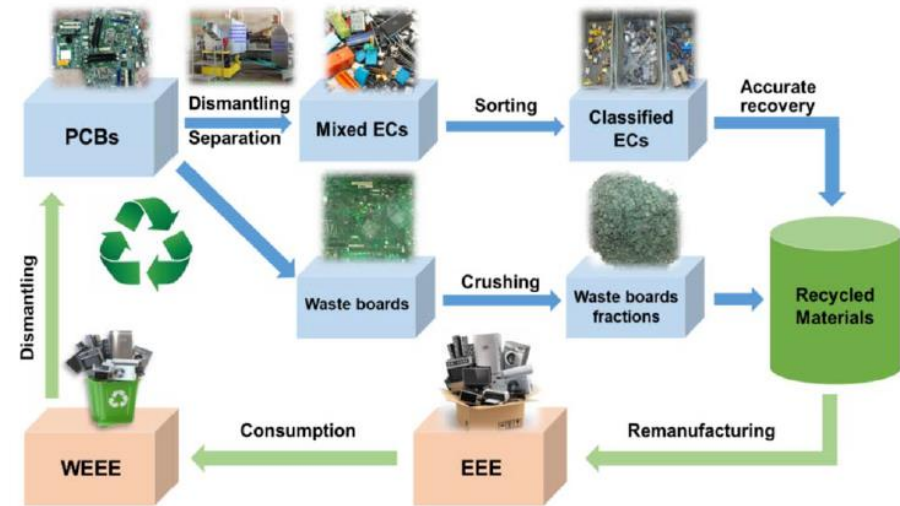 PCBs
Dismantling
Separation
Mixed ECs
Sorting
Classified
ECs
Accurate
recovery
Waste boards
Crushing
Waste boards
fractions
Recycled
Materials
Dismantling
WEEE
Consumption
EEE
Remanufacturing